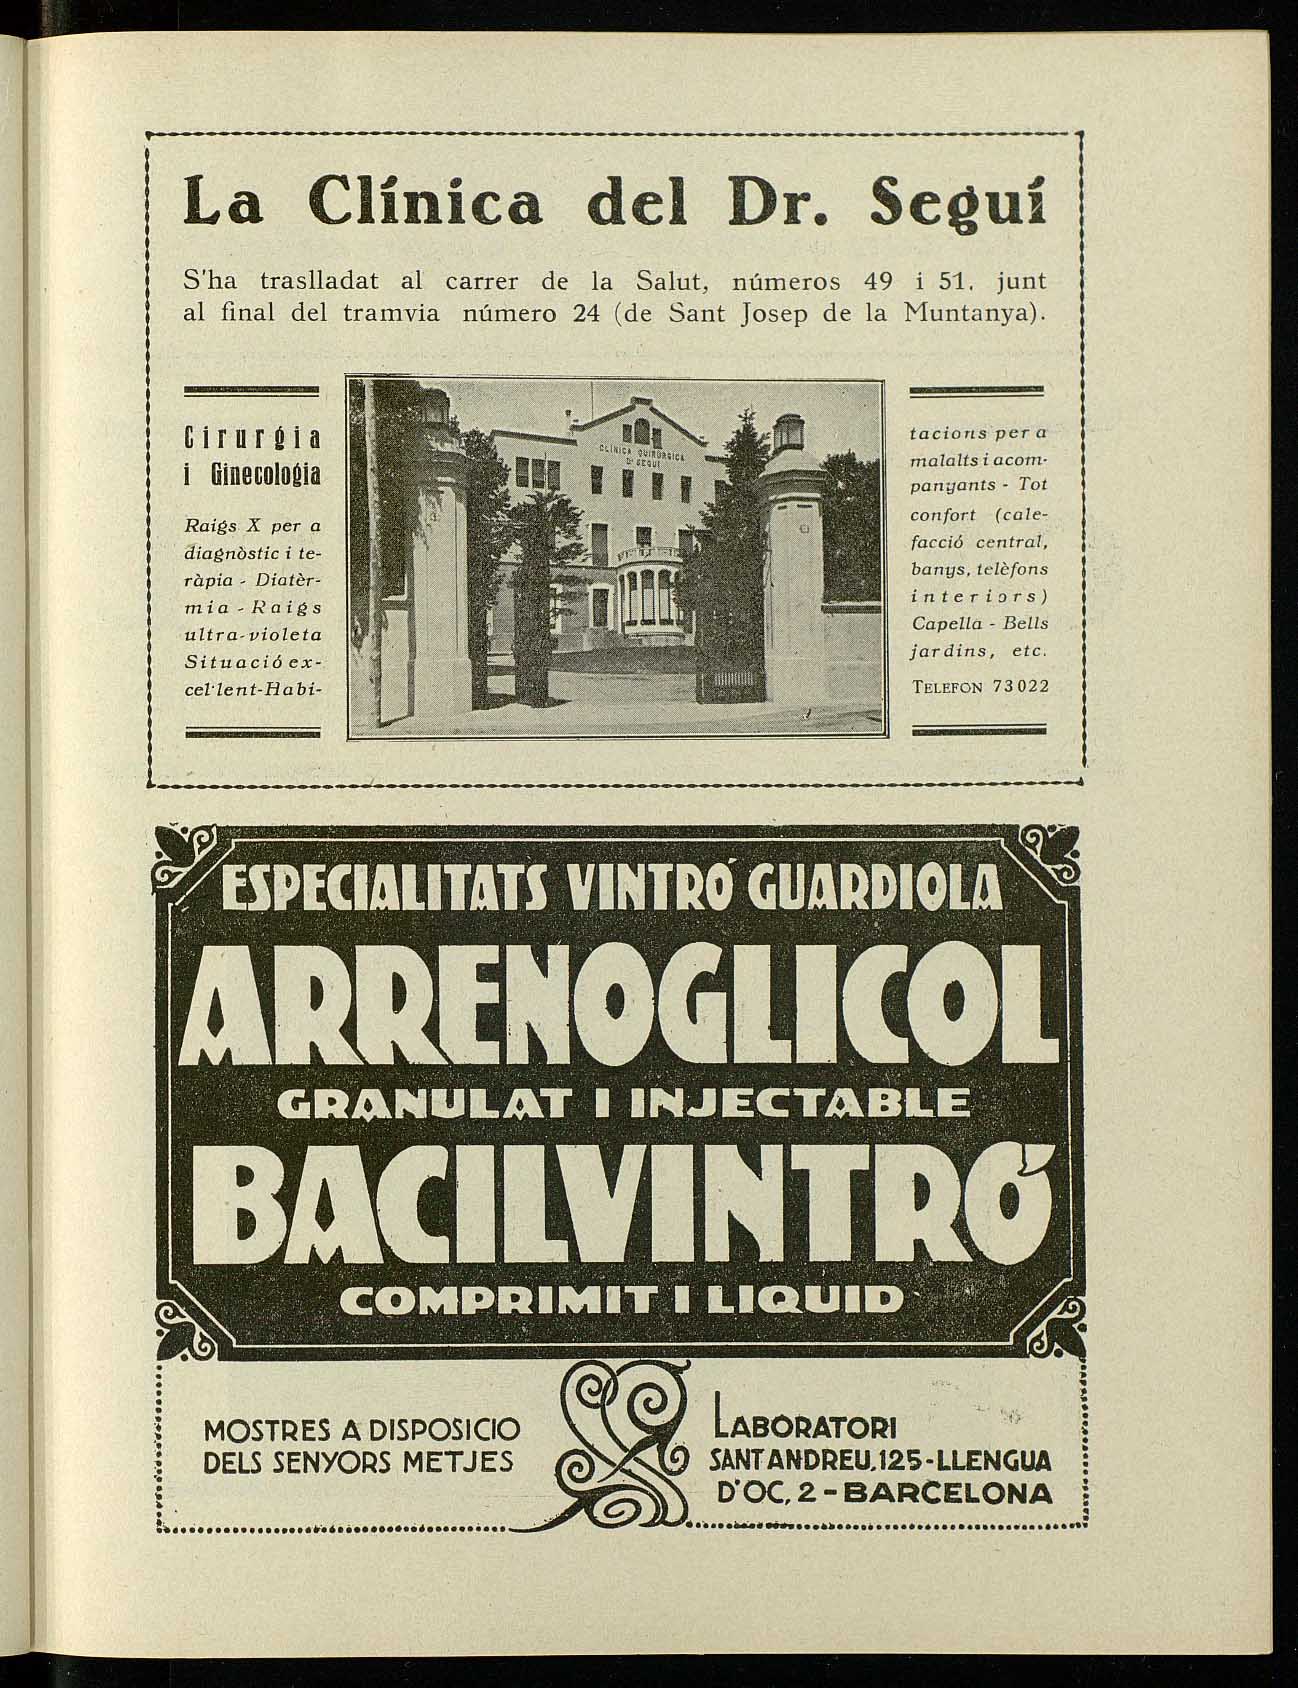 La Clínica del Dr. Seguí
S'ha traslladat al carrer de la Salut, números 49 i 51, junt
al final del tramvia número 24 (de Sant Josep de la Muntanya).
Cirurgia
i Ginecologia
Raigs X per a
diagnòstic i te-
ràpia - Diatèr-
mia - Raigs
ultra-violeta
Situació ex-
cel·lent-Habi-
CLINICA QUIRÚRGICA
Dr SEGUÍ
tacions per a
malalts i acom-
panyants - Tot
confort (cale-
facció central,
banys, telèfons
interiors)
Capella - Bells
jardins, etc.
TELEFON 73022
ESPECIALITATS VINTRÓ GUARDIOLA
ARRENOGLICOL
GRANULAT I INJECTABLE
BACILVINTRÓ
COMPRIMIT I LIQUID
MOSTRES A DISPOSICIO
DELS SENYORS METJES
LABORATORI
SANT ANDREU, 125-LLENGUA
D'OC, 2 - BARCELONA